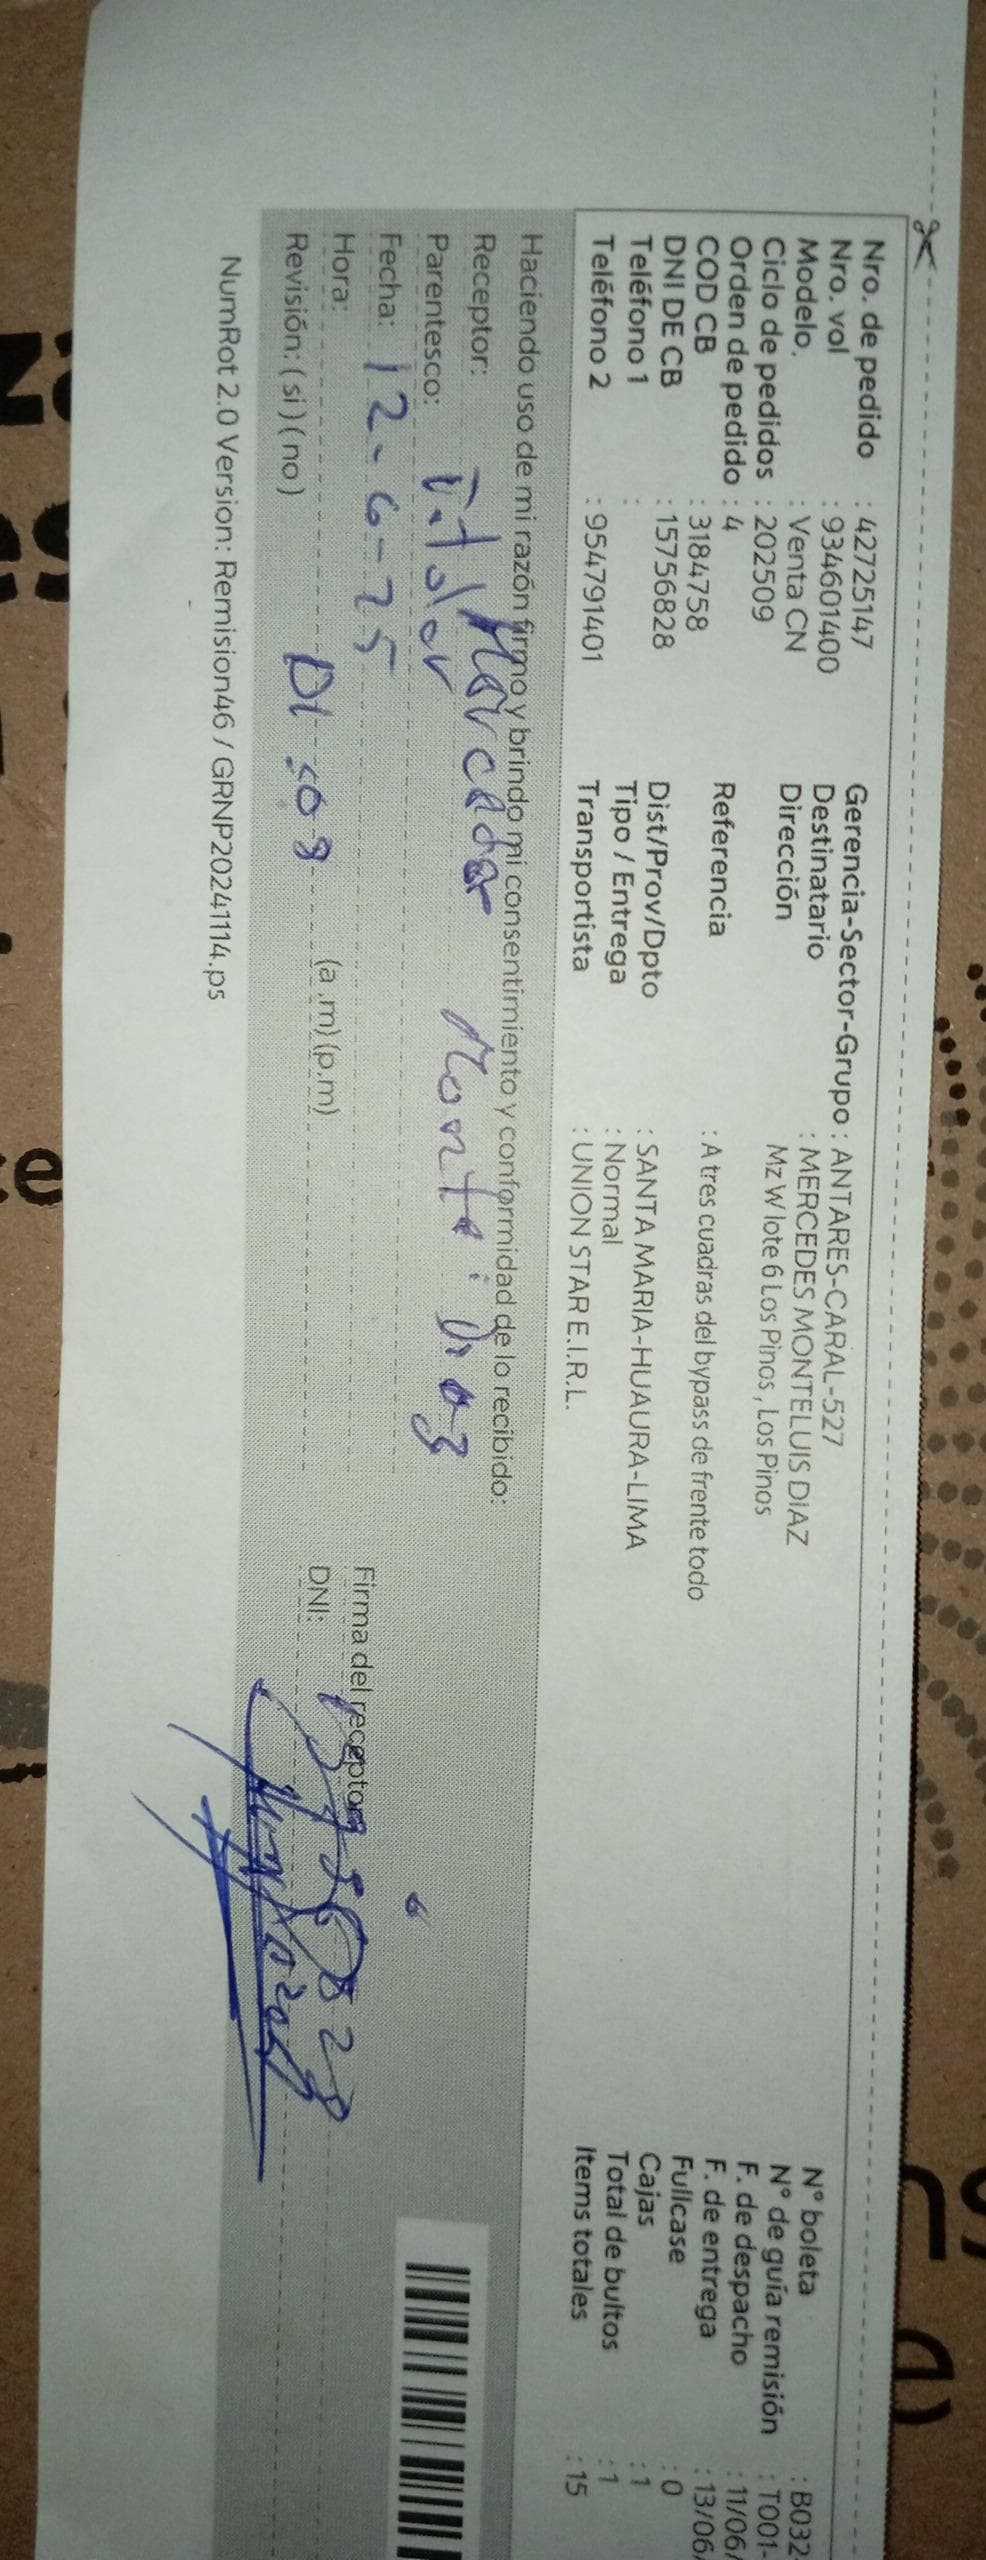 Nro. de pedido : 42725147
Nro. vol : 934601400
Modelo. : Venta CN
Ciclo de pedidos : 202509
Orden de pedido : 4
COD CB : 3184758
DNI DE CB : 15756828
Teléfono 1 :
Teléfono 2 : 954791401
Gerencia-Sector-Grupo : ANTARES-CARAL-527
Destinatario : MERCEDES MONTELUIS DIAZ
Dirección Mz W lote 6 Los Pinos , Los Pinos
Referencia : A tres cuadras del bypass de frente todo
Dist/Prov/Dpto : SANTA MARIA-HUAURA-LIMA
Tipo / Entrega : Normal
Transportista : UNION STAR E.I.R.L.
N° boleta : B032-
N° de guía remisión : T001-
F. de despacho : 11/06/
F. de entrega : 13/06/
Fullcase : 0
Cajas : 1
Total de bultos : 1
Items totales : 15
Haciendo uso de mi razón firmo y brindo mi consentimiento y conformidad de lo recibido:
Receptor:
Parentesco: Titular
Fecha: 12-6-25
Hora: (a .m) (p.m)
Revisión: ( si ) ( no )
Firma del receptor:
DNI:
NumRot 2.0 Version: Remision46 / GRNP20241114.ps